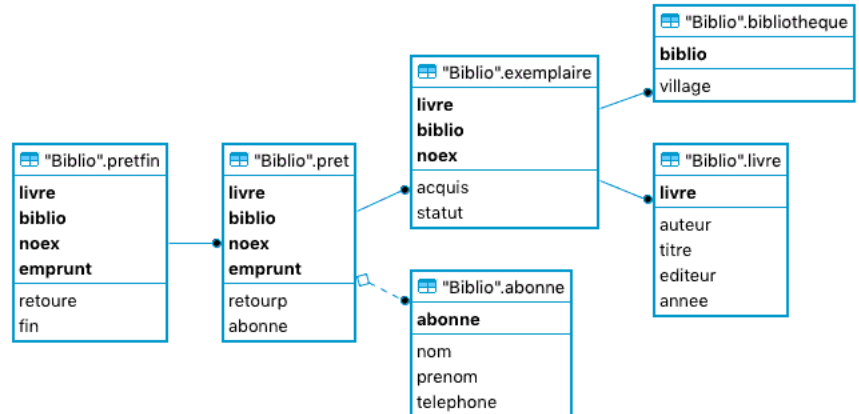 "Biblio".bibliotheque
biblio
village
"Biblio".exemplaire
livre
biblio
noex
acquis
statut
"Biblio".pretfin
livre
biblio
noex
emprunt
retoure
fin
"Biblio".pret
livre
biblio
noex
emprunt
retourp
abonne
"Biblio".livre
livre
auteur
titre
editeur
annee
"Biblio".abonne
abonne
nom
prenom
telephone